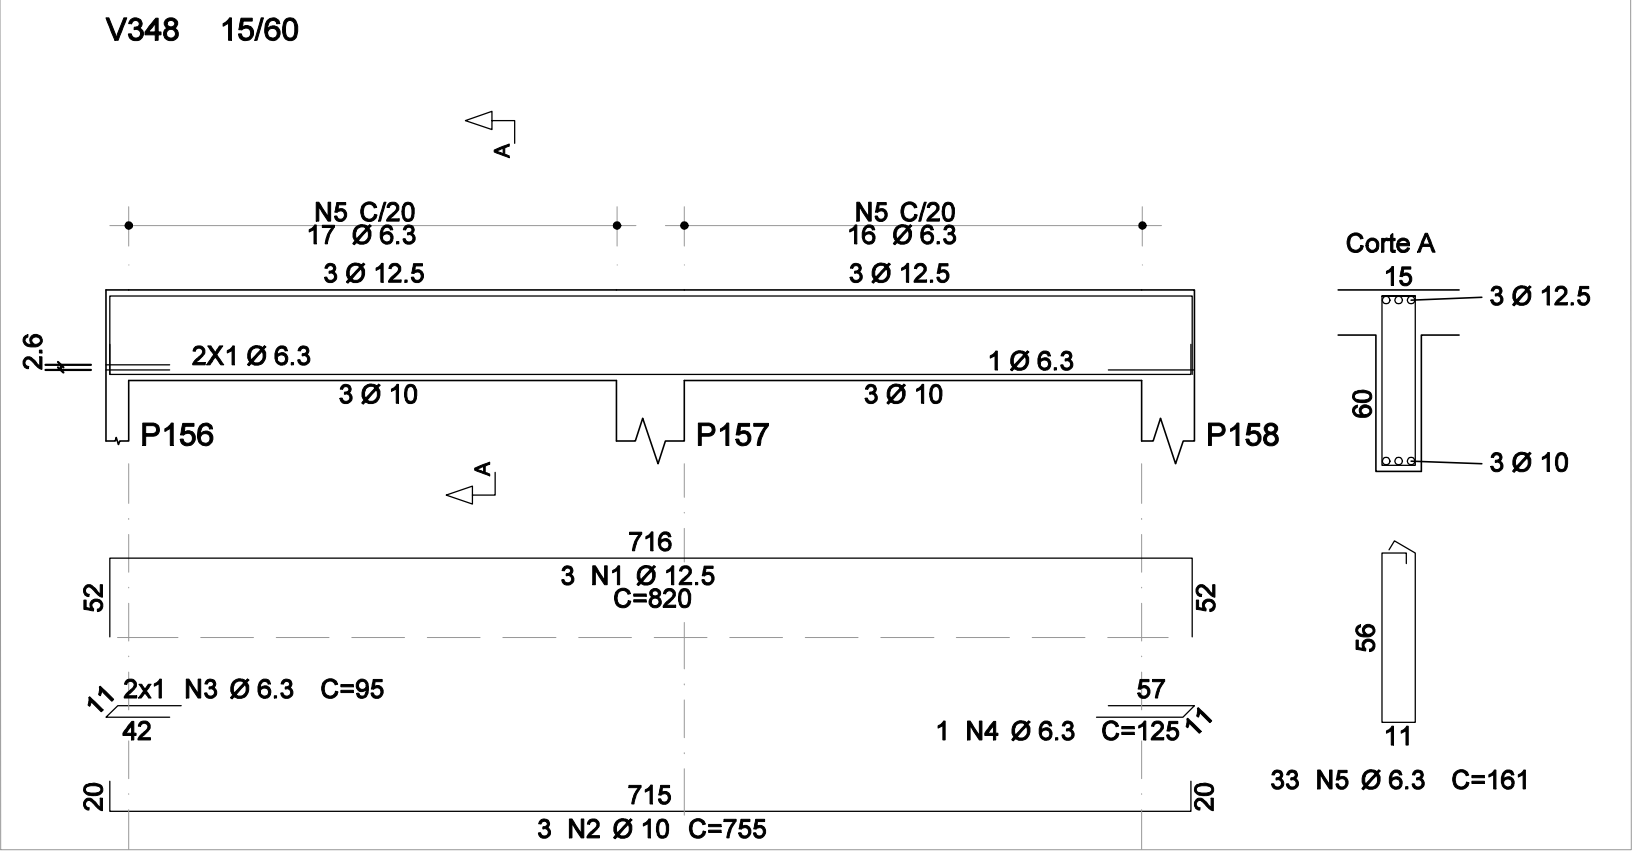 V348 15/60
A
N5 C/20
17 Ø 6.3
N5 C/20
16 Ø 6.3
3 Ø 12.5
3 Ø 12.5
2.6
2X1 Ø 6.3
1 Ø 6.3
3 Ø 10
3 Ø 10
P156
P157
P158
A
Corte A
15
3 Ø 12.5
60
3 Ø 10
716
3 N1 Ø 12.5
C=820
52
52
11
2x1 N3 Ø 6.3 C=95
42
57
1 N4 Ø 6.3 C=125
11
20
715
20
3 N2 Ø 10 C=755
56
11
33 N5 Ø 6.3 C=161